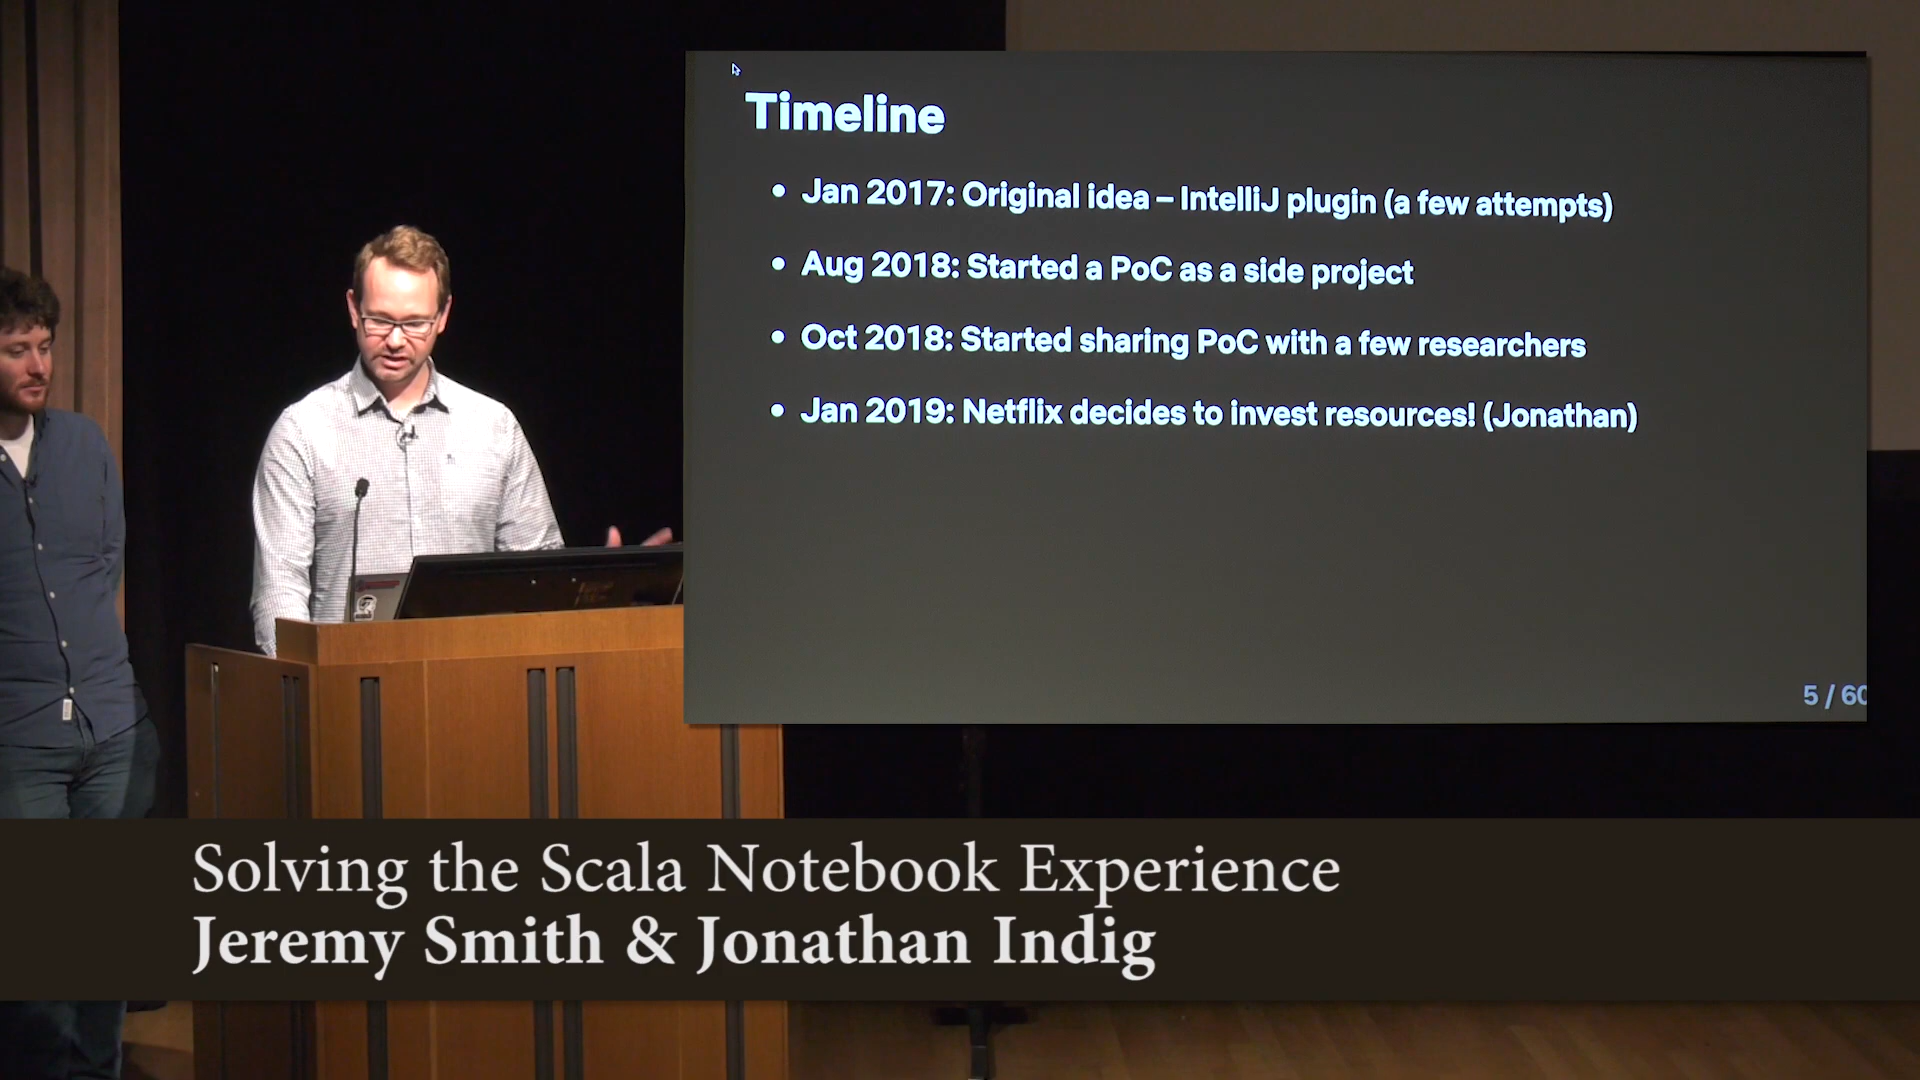 Timeline
• Jan 2017: Original idea – IntelliJ plugin (a few attempts)
• Aug 2018: Started a PoC as a side project
• Oct 2018: Started sharing PoC with a few researchers
• Jan 2019: Netflix decides to invest resources! (Jonathan)
5 / 60
Solving the Scala Notebook Experience
Jeremy Smith & Jonathan Indig